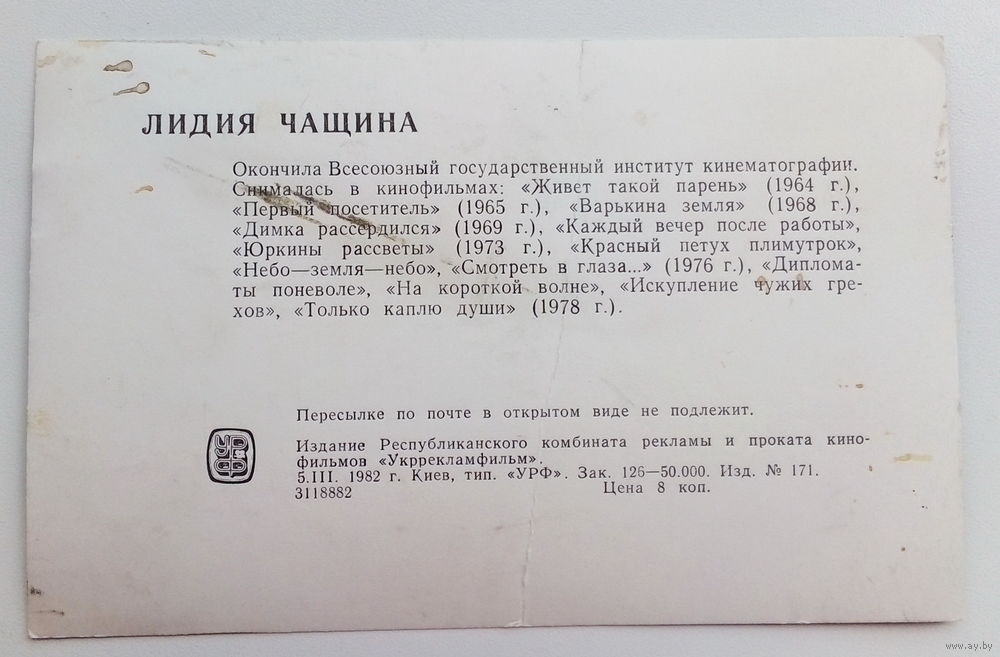 ЛИДИЯ ЧАЩИНА
Окончила Всесоюзный государственный институт кинематографии.
Снималась в кинофильмах: «Живет такой парень» (1964 г.),
«Первый посетитель» (1965 г.), «Варькина земля» (1968 г.),
«Димка рассердился» (1969 г.), «Каждый вечер после работы»,
«Юркины рассветы» (1973 г.), «Красный петух плимутрок»,
«Небо—земля—небо», «Смотреть в глаза...» (1976 г.), «Диплома-
ты поневоле», «На короткой волне», «Искупление чужих гре-
хов», «Только каплю души» (1978 г.).
Пересылке по почте в открытом виде не подлежит.
УРФ
Издание Республиканского комбината рекламы и проката кино-
фильмов «Укррекламфильм».
5.III. 1982 г. Киев, тип. «УРФ». Зак. 126—50.000. Изд. № 171.
3118882 Цена 8 коп.
www.ay.by